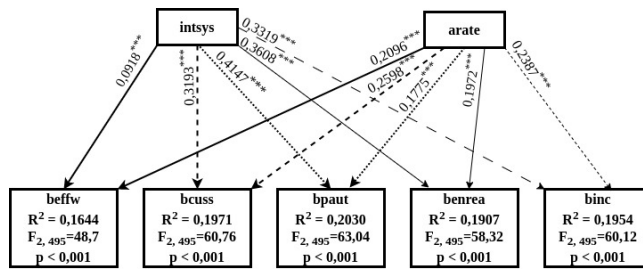 intsys
arate
0,0918***
0,3193***
0,4147***
0,3319***
0,3608***
0,2096***
0,2598***
0,1775***
0,1972***
0,2387***
beffw
R² = 0,1644
F2, 495=48,7
p < 0,001
bcuss
R² = 0,1971
F2, 495=60,76
p < 0,001
bpaut
R² = 0,2030
F2, 495=63,04
p < 0,001
benrea
R² = 0,1907
F2, 495=58,32
p < 0,001
binc
R² = 0,1954
F2, 495=60,12
p < 0,001